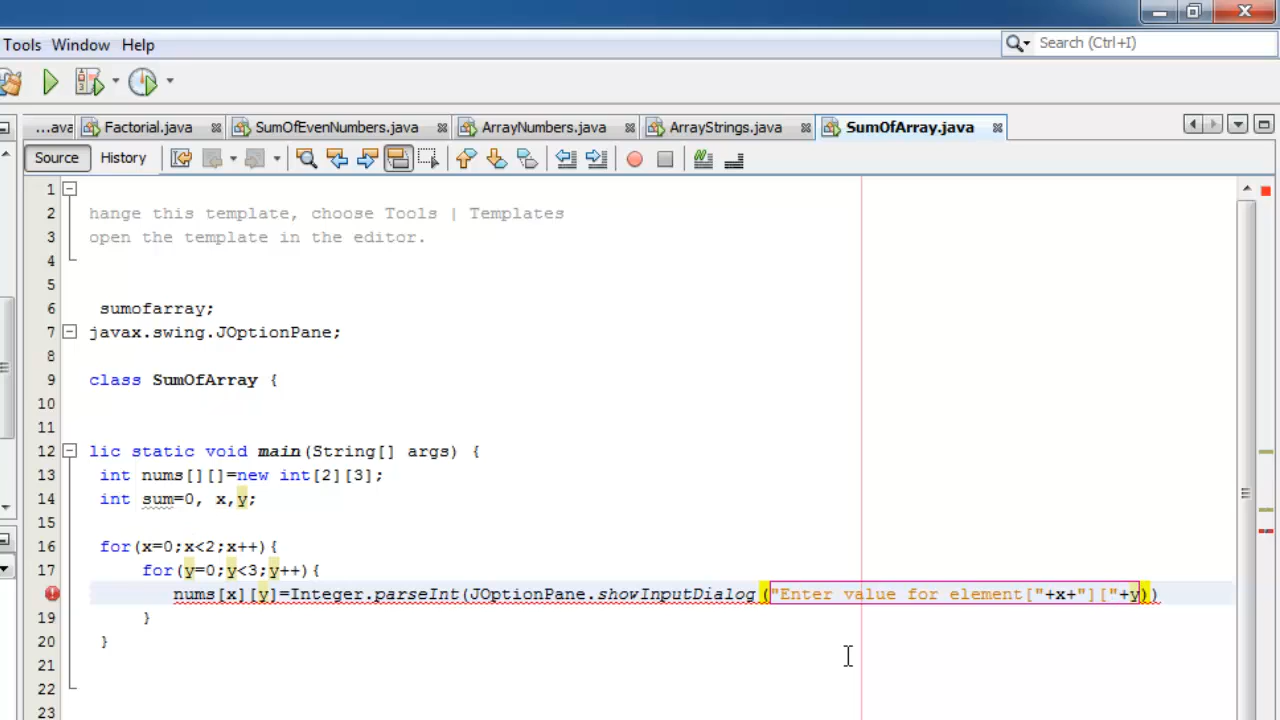 Tools Window Help
Search (Ctrl+I)
...ava Factorial.java SumOfEvenNumbers.java ArrayNumbers.java ArrayStrings.java SumOfArray.java
Source History
1
2 hange this template, choose Tools | Templates
3 open the template in the editor.
4
5
6 sumofarray;
7 javax.swing.JOptionPane;
8
9 class SumOfArray {
10
11
12 lic static void main(String[] args) {
13 int nums[][]=new int[2][3];
14 int sum=0, x,y;
15
16 for(x=0;x<2;x++){
17 for(y=0;y<3;y++){
nums[x][y]=Integer.parseInt(JOptionPane.showInputDialog("Enter value for element["+x+"]["+y))
19 }
20 }
21
22
23